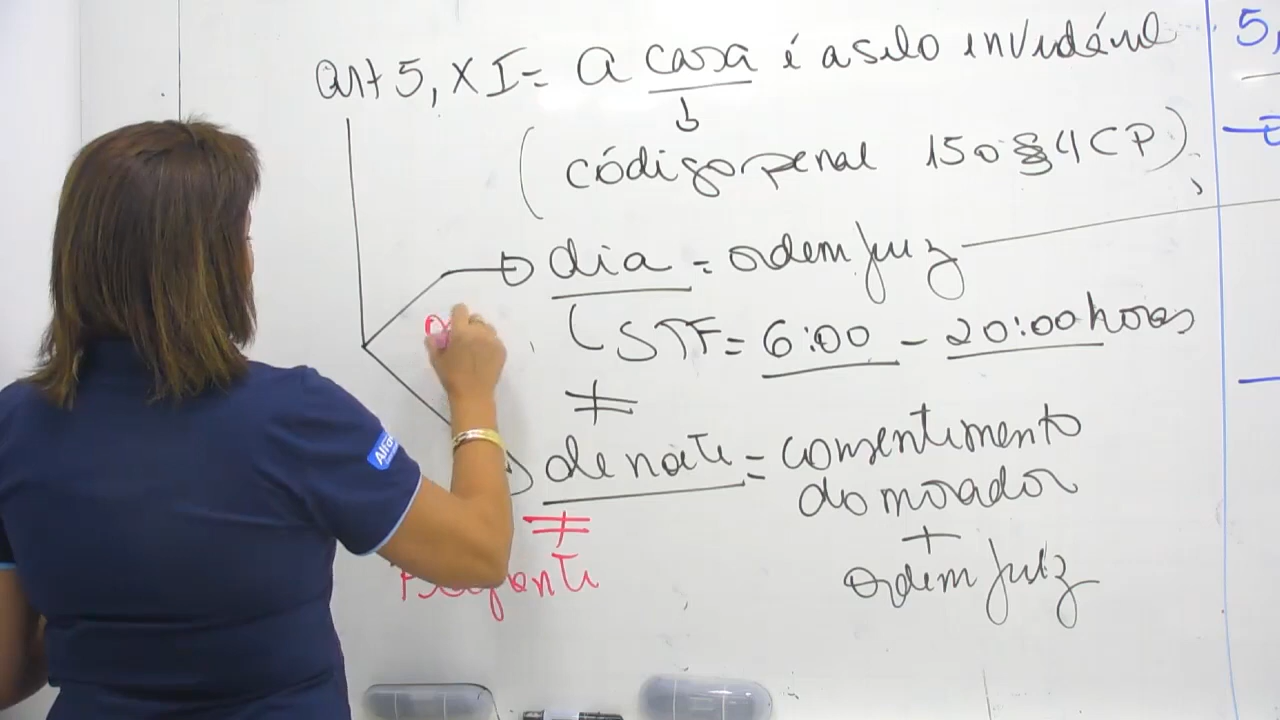 art 5, XI = a casa é asilo inviolável
(código penal 150 § 4 CP)
dia = ordem juiz
STF = 6:00 - 20:00 horas
≠
de noite = consentimento
do morador
+
ordem juiz
≠
5,